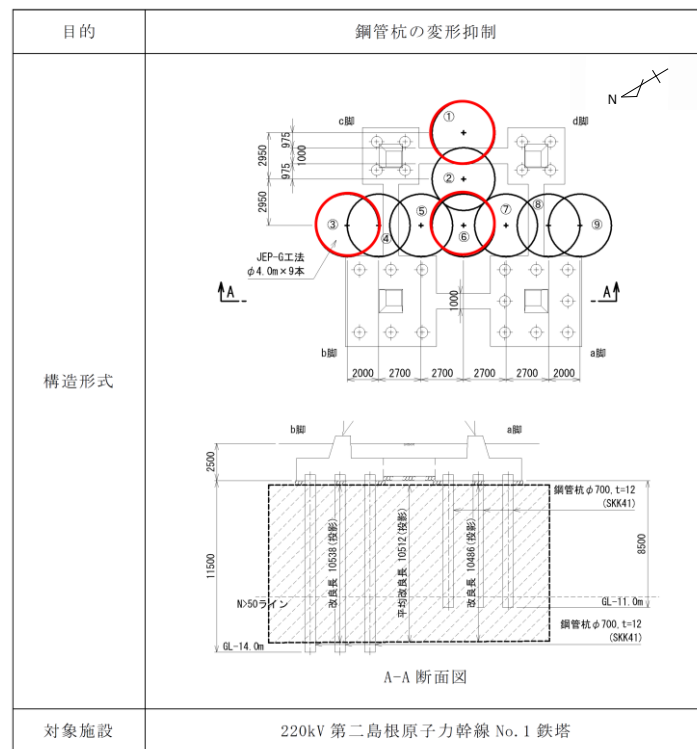 目的
鋼管杭の変形抑制
構造形式
N
c脚
d脚
①
②
③
④
⑤
⑥
⑦
⑧
⑨
2950
2950
975
1000
975
JEP-G工法
φ4.0m×9本
A
A
1000
b脚
a脚
2000
2700
2700
2700
2700
2000
b脚
a脚
2500
11500
8500
改良長 10538(投影)
平均改良長 10512(投影)
改良長 10486(投影)
鋼管杭φ700,t=12
(SKK41)
N>50ライン
GL-11.0m
GL-14.0m
鋼管杭φ700,t=12
(SKK41)
A-A 断面図
対象施設
220kV 第二島根原子力幹線 No.1 鉄塔